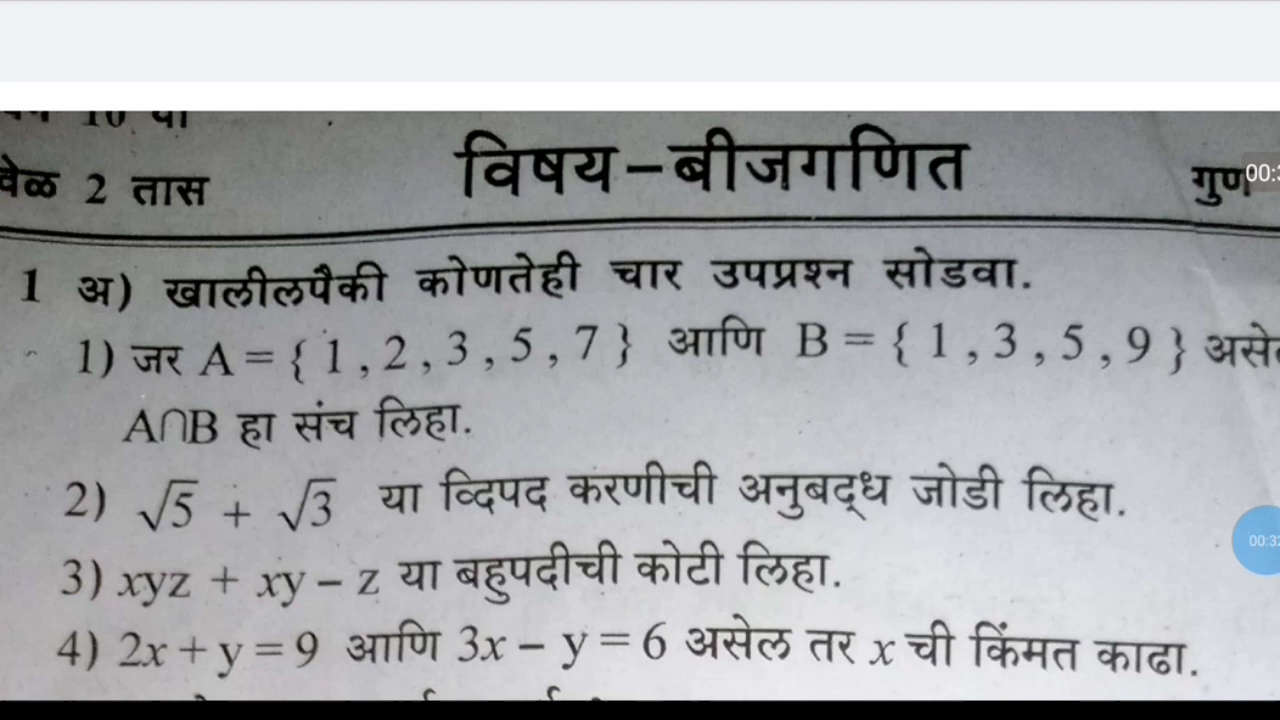 वेळ 2 तास
विषय – बीजगणित
गुण
1 अ) खालीलपैकी कोणतेही चार उपप्रश्न सोडवा.
1) जर A = { 1 , 2 , 3 , 5 , 7 } आणि B = { 1 , 3 , 5 , 9 }
A∩B हा संच लिहा.
2) √5 + √3 या व्दिपद करणीची अनुबद्ध जोडी लिहा.
3) xyz + xy – z या बहुपदीची कोटी लिहा.
4) 2x + y = 9 आणि 3x – y = 6 असेल तर x ची किंमत काढा.